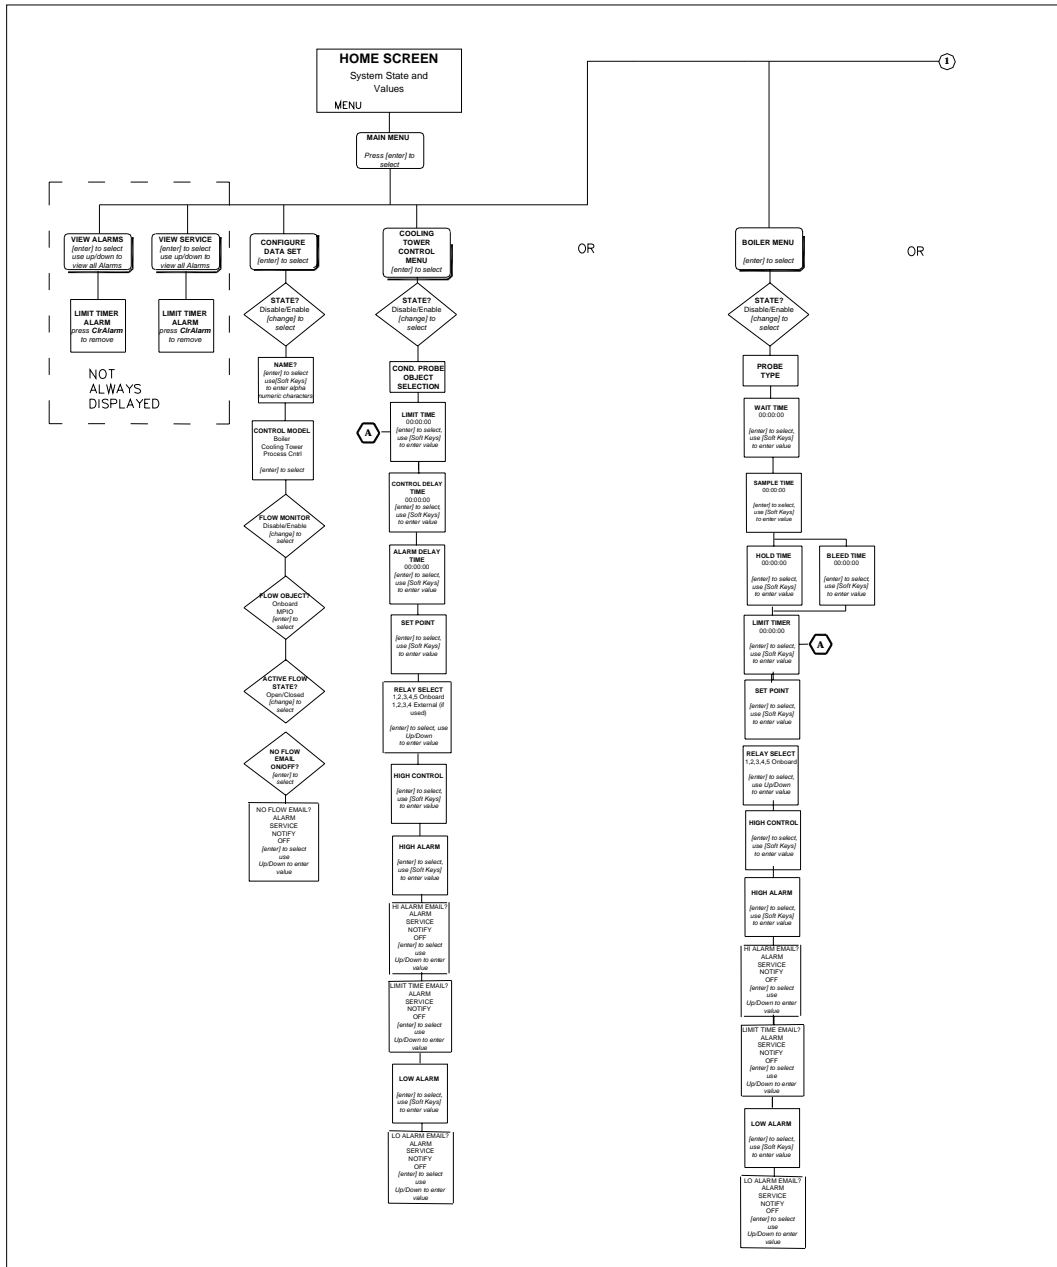 HOME SCREEN
System State and
Values
MENU
1
MAIN MENU
Press [enter] to
select
VIEW ALARMS
[enter] to select
use up/down to
view all Alarms
LIMIT TIMER
ALARM
press ClrAlarm
to remove
VIEW SERVICE
[enter] to select
use up/down to
view all Alarms
LIMIT TIMER
ALARM
press ClrAlarm
to remove
NOT
ALWAYS
DISPLAYED
CONFIGURE
DATA SET
[enter] to select
STATE?
Disable/Enable
[change] to
select
NAME?
[enter] to select
use[Soft Keys]
to enter alpha
numeric characters
CONTROL MODEL
Boiler
Cooling Tower
Process Cntrl
[enter] to select
FLOW MONITOR
Disable/Enable
[change] to
select
FLOW OBJECT?
Onboard
MPIO
[enter] to
select
ACTIVE FLOW
STATE?
Open/Closed
[change] to
select
NO FLOW
EMAIL
ON/OFF?
[enter] to
select
NO FLOW EMAIL?
ALARM
SERVICE
NOTIFY
OFF
[enter] to select
use
Up/Down to enter
value
COOLING
TOWER
CONTROL
MENU
[enter] to select
STATE?
Disable/Enable
[change] to
select
COND. PROBE
OBJECT
SELECTION
A
LIMIT TIME
00:00:00
[enter] to select,
use [Soft Keys]
to enter value
CONTROL DELAY
TIME
00:00:00
[enter] to select,
use [Soft Keys]
to enter value
ALARM DELAY
TIME
00:00:00
[enter] to select,
use [Soft Keys]
to enter value
SET POINT
[enter] to select,
use [Soft Keys]
to enter value
RELAY SELECT
1,2,3,4,5 Onboard
1,2,3,4 External (if
used)
[enter] to select, use
Up/Down
to enter value
HIGH CONTROL
[enter] to select,
use [Soft Keys]
to enter value
HIGH ALARM
[enter] to select,
use [Soft Keys]
to enter value
HI ALARM EMAIL?
ALARM
SERVICE
NOTIFY
OFF
[enter] to select
use
Up/Down to enter
value
LIMIT TIME EMAIL?
ALARM
SERVICE
NOTIFY
OFF
[enter] to select
use
Up/Down to enter
value
LOW ALARM
[enter] to select,
use [Soft Keys]
to enter value
LO ALARM EMAIL?
ALARM
SERVICE
NOTIFY
OFF
[enter] to select
use
Up/Down to enter
value
OR
BOILER MENU
[enter] to select
STATE?
Disable/Enable
[change] to
select
PROBE
TYPE
WAIT TIME
00:00:00
[enter] to select,
use [Soft Keys]
to enter value
SAMPLE TIME
00:00:00
[enter] to select,
use [Soft Keys]
to enter value
HOLD TIME
00:00:00
[enter] to select,
use [Soft Keys]
to enter value
BLEED TIME
00:00:00
[enter] to select,
use [Soft Keys]
to enter value
LIMIT TIMER
00:00:00
[enter] to select,
use [Soft Keys]
to enter value
A
SET POINT
[enter] to select,
use [Soft Keys]
to enter value
RELAY SELECT
1,2,3,4,5 Onboard
[enter] to select,
use Up/Down
to enter value
HIGH CONTROL
[enter] to select,
use [Soft Keys]
to enter value
HIGH ALARM
[enter] to select,
use [Soft Keys]
to enter value
HI ALARM EMAIL?
ALARM
SERVICE
NOTIFY
OFF
[enter] to select
use
Up/Down to enter
value
LIMIT TIME EMAIL?
ALARM
SERVICE
NOTIFY
OFF
[enter] to select
use
Up/Down to enter
value
LOW ALARM
[enter] to select,
use [Soft Keys]
to enter value
LO ALARM EMAIL?
ALARM
SERVICE
NOTIFY
OFF
[enter] to select
use
Up/Down to enter
value
OR